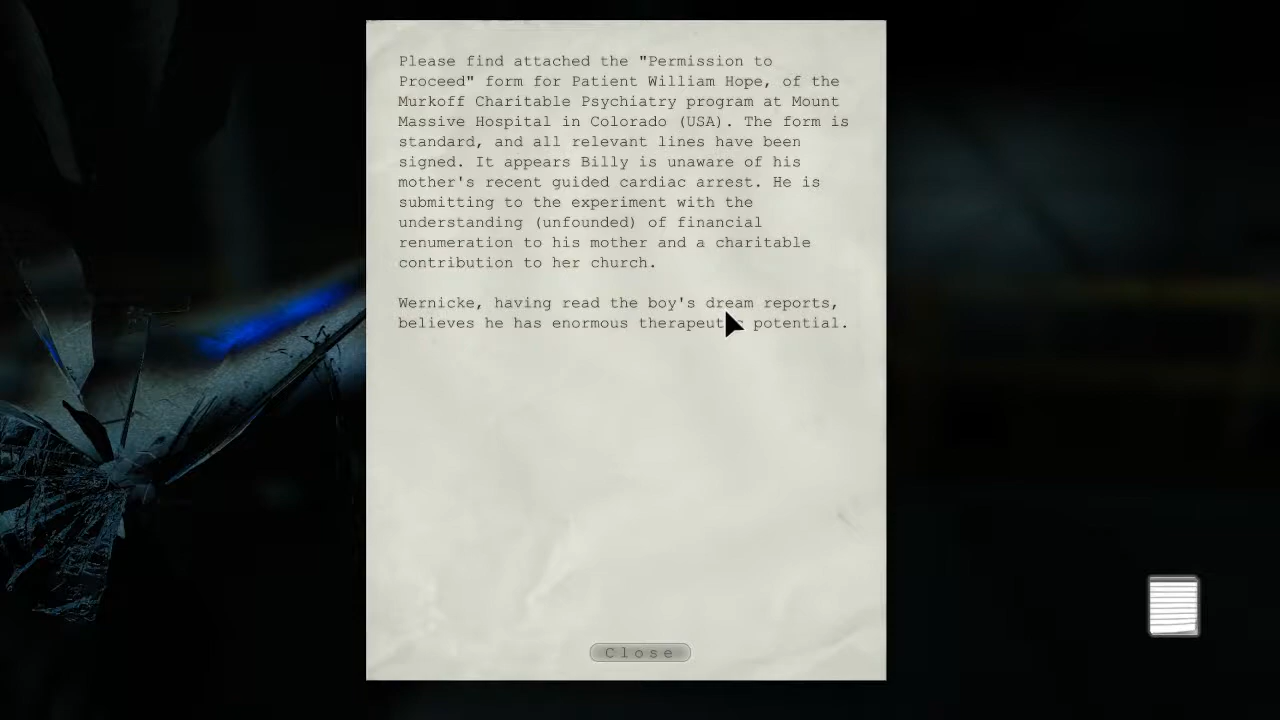 Please find attached the "Permission to
Proceed" form for Patient William Hope, of the
Murkoff Charitable Psychiatry program at Mount
Massive Hospital in Colorado (USA). The form is
standard, and all relevant lines have been
signed. It appears Billy is unaware of his
mother's recent guided cardiac arrest. He is
submitting to the experiment with the
understanding (unfounded) of financial
renumeration to his mother and a charitable
contribution to her church.
Wernicke, having read the boy's dream reports,
believes he has enormous therapeutic potential.
Close